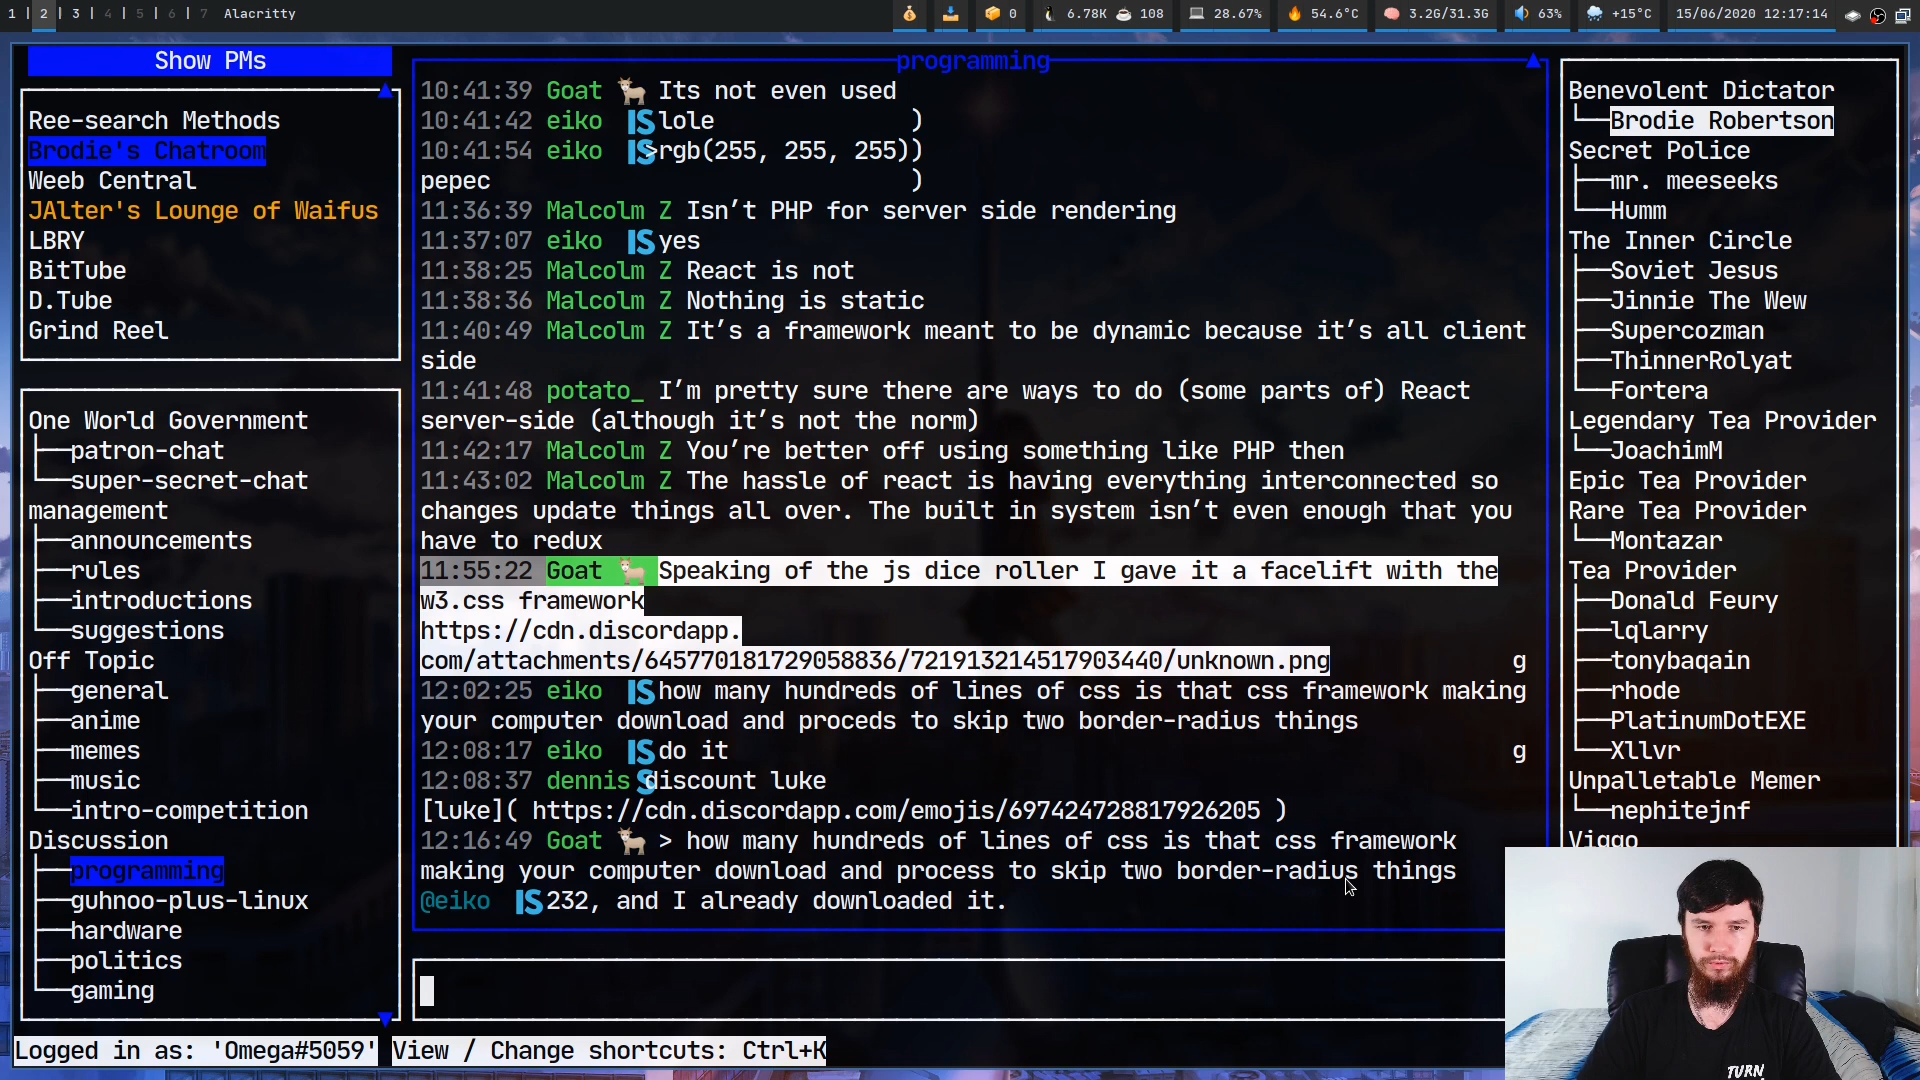 1 | 2 | 3 | 4 | 5 | 6 | 7 Alacritty
0 6.78K 108 28.67% 54.6°C 3.2G/31.3G 63% +15°C 15/06/2020 12:17:14
Show PMs
Ree-search Methods
Brodie's Chatroom
Weeb Central
JAlter's Lounge of Waifus
LBRY
BitTube
D.Tube
Grind Reel
One World Government
patron-chat
super-secret-chat
management
announcements
rules
introductions
suggestions
Off Topic
general
anime
memes
music
intro-competition
Discussion
programming
guhnoo-plus-linux
hardware
politics
gaming
programming
10:41:39 Goat 🐐 Its not even used
10:41:42 eiko IS lole )
10:41:54 eiko IS >rgb(255, 255, 255))
pepec )
11:36:39 Malcolm Z Isn’t PHP for server side rendering
11:37:07 eiko IS yes
11:38:25 Malcolm Z React is not
11:38:36 Malcolm Z Nothing is static
11:40:49 Malcolm Z It’s a framework meant to be dynamic because it’s all client
side
11:41:48 potato_ I’m pretty sure there are ways to do (some parts of) React
server-side (although it’s not the norm)
11:42:17 Malcolm Z You’re better off using something like PHP then
11:43:02 Malcolm Z The hassle of react is having everything interconnected so
changes update things all over. The built in system isn’t even enough that you
have to redux
11:55:22 Goat 🐐 Speaking of the js dice roller I gave it a facelift with the
w3.css framework
https://cdn.discordapp.
com/attachments/645770181729058836/721913214517903440/unknown.png g
12:02:25 eiko IS how many hundreds of lines of css is that css framework making
your computer download and proceds to skip two border-radius things
12:08:17 eiko IS do it g
12:08:37 dennis S discount luke
[luke]( https://cdn.discordapp.com/emojis/697424728817926205 )
12:16:49 Goat 🐐 > how many hundreds of lines of css is that css framework
making your computer download and process to skip two border-radius things
@eiko IS 232, and I already downloaded it.
Benevolent Dictator
Brodie Robertson
Secret Police
mr. meeseeks
Humm
The Inner Circle
Soviet Jesus
Jinnie The Wew
Supercozman
ThinnerRolyat
Fortera
Legendary Tea Provider
JoachimM
Epic Tea Provider
Rare Tea Provider
Montazar
Tea Provider
Donald Feury
lqlarry
tonybaqain
rhode
PlatinumDotEXE
Xllvr
Unpalletable Memer
nephitejnf
Viggo
Logged in as: 'Omega#5059' View / Change shortcuts: Ctrl+K
TURN